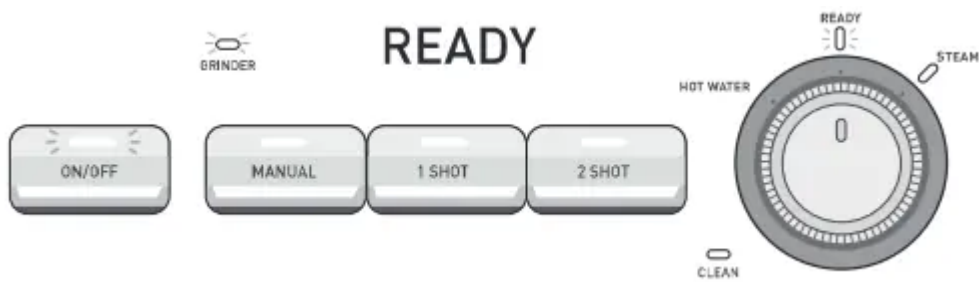 READY
STEAM
GRINDER
READY
HOT WATER
ON/OFF
MANUAL
1 SHOT
2 SHOT
CLEAN